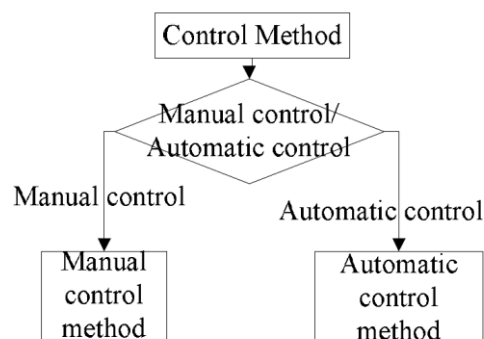 Control Method
Manual control/
Automatic control
Manual control
Automatic control
Manual
control
method
Automatic
control
method